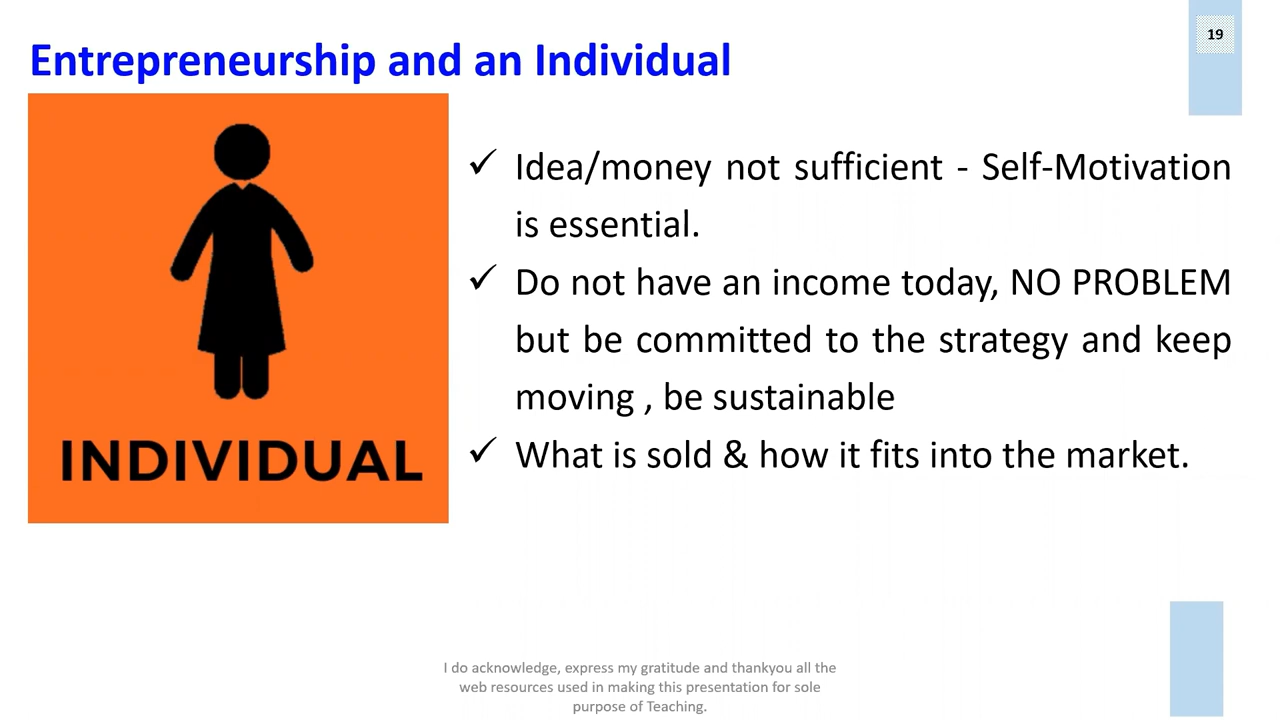 19
Entrepreneurship and an Individual
INDIVIDUAL
✓ Idea/money not sufficient - Self-Motivation
is essential.
✓ Do not have an income today, NO PROBLEM
but be committed to the strategy and keep
moving , be sustainable
✓ What is sold & how it fits into the market.
I do acknowledge, express my gratitude and thankyou all the
web resources used in making this presentation for sole
purpose of Teaching.